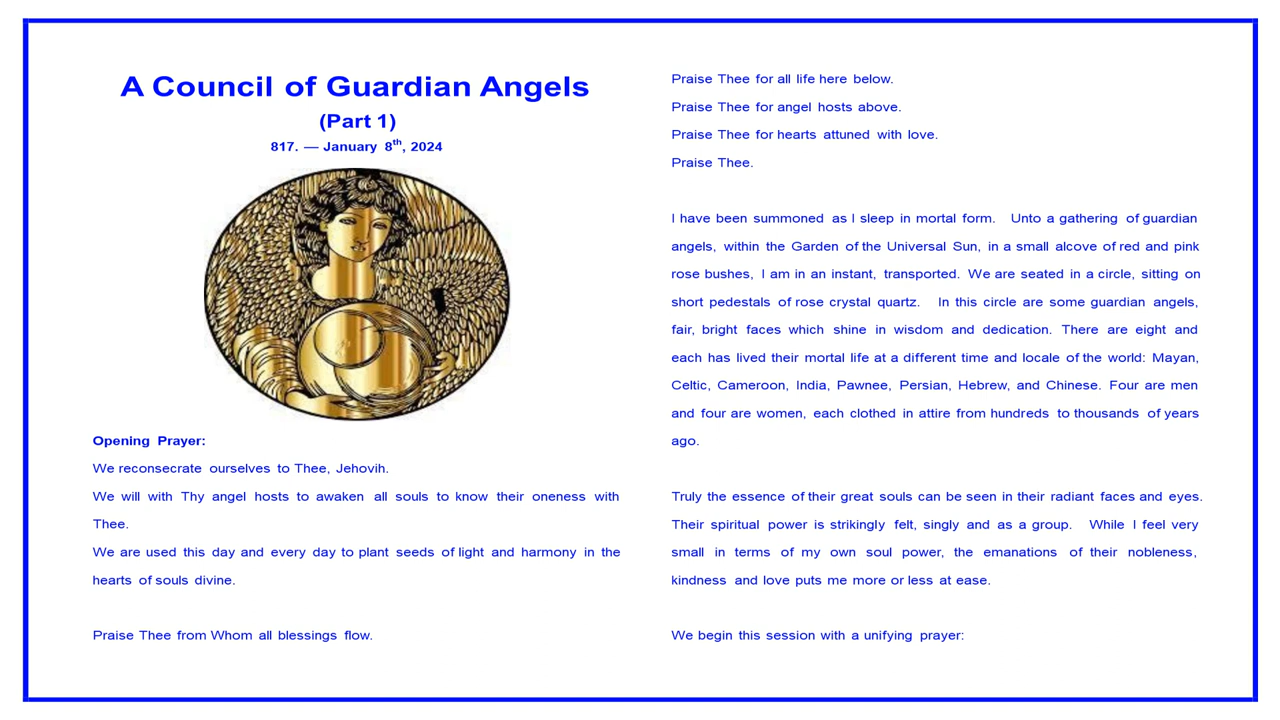 A Council of Guardian Angels
(Part 1)
817. — January 8th, 2024
Opening Prayer:
We reconsecrate ourselves to Thee, Jehovih.
We will with Thy angel hosts to awaken all souls to know their oneness with
Thee.
We are used this day and every day to plant seeds of light and harmony in the
hearts of souls divine.
Praise Thee from Whom all blessings flow.
Praise Thee for all life here below.
Praise Thee for angel hosts above.
Praise Thee for hearts attuned with love.
Praise Thee.
I have been summoned as I sleep in mortal form. Unto a gathering of guardian
angels, within the Garden of the Universal Sun, in a small alcove of red and pink
rose bushes, I am in an instant, transported. We are seated in a circle, sitting on
short pedestals of rose crystal quartz. In this circle are some guardian angels,
fair, bright faces which shine in wisdom and dedication. There are eight and
each has lived their mortal life at a different time and locale of the world: Mayan,
Celtic, Cameroon, India, Pawnee, Persian, Hebrew, and Chinese. Four are men
and four are women, each clothed in attire from hundreds to thousands of years
ago.
Truly the essence of their great souls can be seen in their radiant faces and eyes.
Their spiritual power is strikingly felt, singly and as a group. While I feel very
small in terms of my own soul power, the emanations of their nobleness,
kindness and love puts me more or less at ease.
We begin this session with a unifying prayer: